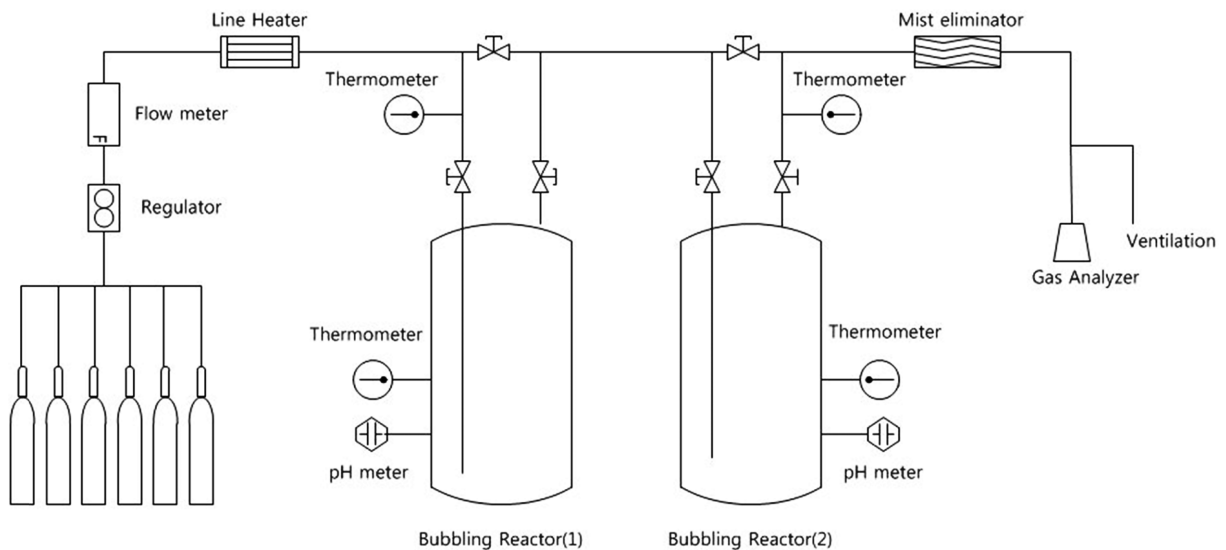 Line Heater
Mist eliminator
Thermometer
Thermometer
Flow meter
F
Regulator
Ventilation
Gas Analyzer
Thermometer
Thermometer
pH meter
pH meter
Bubbling Reactor(1)
Bubbling Reactor(2)